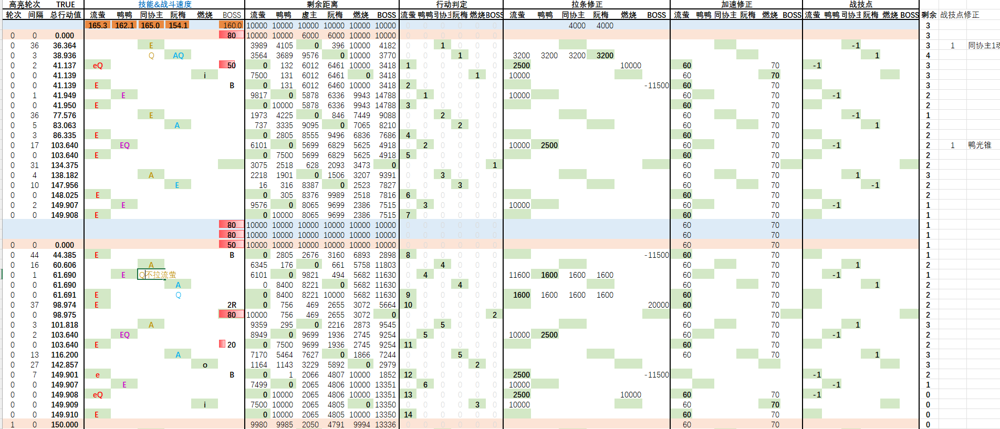 高亮轮次 TRUE 技能&战斗速度 剩余距离 行动判定 拉条修正 加速修正 战技点
轮次 间隔 总行动值 流萤 鸭鸭 同协主 阮梅 燃烧 BOSS 流萤 鸭鸭 虚主 阮梅 燃烧 BOSS 流萤 鸭鸭 同协主 阮梅 燃烧 BOSS 流萤 鸭鸭 同协主 阮梅 燃烧 BOSS 流萤 鸭鸭 同协主 阮梅 燃烧 BOSS 流萤 鸭鸭 同协主 阮梅 燃烧 BOSS 剩余 战技点修正
165.3 162.1 165.0 154.1 160.0 10000 10000 10000 10000 10000 10000 0 0 0 0 0 0 4000 4000 3
0 0 0.000 80 10000 10000 6000 6000 10000 10000 0 0 0 0 0 0 3
0 36 36.364 E 3989 4105 0 396 10000 4182 0 0 1 0 0 0 -1 3 1 同协主1魂
0 3 38.936 Q AQ 3564 3689 9576 0 10000 3770 0 0 0 1 0 0 3200 3200 3200 3200 1 4
0 2 41.137 eQ 50 0 132 6012 6461 10000 3418 1 0 0 0 0 0 2500 10000 60 70 -1 3
0 0 41.139 i 7500 131 6012 6461 0 3418 0 0 0 0 1 0 10000 60 70 3
0 0 41.139 E B 0 131 6012 6460 10000 3418 2 0 0 0 0 0 -11500 60 70 3
0 1 41.949 E 9817 0 5878 6336 9943 14788 0 1 0 0 0 0 10000 60 70 -1 2
0 0 41.950 E 0 10000 5878 6336 9943 14788 3 0 0 0 0 0 60 70 2
0 36 77.576 E 1973 4225 0 846 7449 9088 0 0 2 0 0 0 60 70 -1 1
0 5 83.063 A 737 3335 9095 0 7065 8210 0 0 0 2 0 0 60 70 1 2
0 3 86.335 E 0 2805 8555 9496 6836 7686 4 0 0 0 0 0 60 70 2
0 17 103.640 EQ 6101 0 5699 6829 5625 4918 0 2 0 0 0 0 10000 2500 60 70 -1 2 1 鸭光锥
0 0 103.640 E 0 7500 5699 6829 5625 4918 5 0 0 0 0 0 60 70 2
0 31 134.375 3075 2518 628 2093 3473 0 0 0 0 0 0 1 60 70 2
0 4 138.182 A 2218 1901 0 1506 3207 9391 0 0 3 0 0 0 60 70 1 3
0 10 147.956 E 16 316 8387 0 2523 7827 0 0 0 3 0 0 60 70 -1 2
0 0 148.025 E 0 305 8376 9989 2518 7816 6 0 0 0 0 0 60 70 2
0 2 149.907 E 9576 0 8065 9699 2386 7515 0 3 0 0 0 0 10000 60 70 -1 1
0 0 149.908 E 0 10000 8065 9699 2386 7515 7 0 0 0 0 0 60 70 1
80 10000 10000 10000 10000 10000 10000 0 0 0 0 0 0 60 70 1
80 10000 10000 10000 10000 10000 10000 0 0 0 0 0 0 60 70 1
0 0 0.000 50 10000 10000 10000 10000 10000 10000 0 0 0 0 0 0 60 70 1
0 44 44.385 E B 0 2805 2676 3160 6893 2898 8 0 0 0 0 0 -11500 60 70 1
0 16 60.606 A 6345 176 0 661 5758 11803 0 0 4 0 0 0 60 70 1 2
0 1 61.690 E Q不拉流萤 6101 0 9821 494 5682 11630 0 4 0 0 0 0 11600 1600 1600 1600 60 70 -1 1
0 0 61.690 A 0 8400 8221 0 5682 11630 0 0 0 4 0 0 60 70 1 2
0 0 61.691 E Q 0 8400 8221 10000 5682 11630 9 0 0 0 0 0 1600 1600 1600 1600 60 70 2
0 37 98.974 E 2R 0 756 469 2655 3072 5664 10 0 0 0 0 0 20000 60 70 2
0 0 98.975 80 10000 756 469 2655 3072 0 0 0 0 0 0 2 60 70 2
0 3 101.818 A 9359 295 0 2216 2873 9545 0 0 5 0 0 0 60 70 1 3
0 2 103.640 EQ 8949 0 9699 1936 2745 9254 0 5 0 0 0 0 10000 2500 60 70 -1 2
0 0 103.640 E 20 0 7500 9699 1936 2745 9254 11 0 0 0 0 0 60 70 2
0 13 116.200 A 7170 5464 7627 0 1866 7244 0 0 0 5 0 0 60 70 1 3
0 27 142.857 o 1164 1143 3229 5892 0 2979 0 0 0 0 2 0 3
0 7 149.901 e B 0 1 2066 4807 10000 1852 12 0 0 0 0 0 2500 -11500 -1 2
0 0 149.907 E 7499 0 2065 4806 10000 13351 0 6 0 0 0 0 10000 -1 1
0 0 149.908 eQ 0 10000 2065 4806 10000 13351 13 0 0 0 0 0 2500 10000 60 70 -1 0
0 0 149.909 i 7500 10000 2065 4805 0 13350 0 0 0 0 3 0 10000 60 70 0
0 0 149.910 E 0 10000 2065 4805 10000 13350 14 0 0 0 0 0 60 70 0
1 0 150.000 9980 9985 2050 4791 9994 13336 0 0 0 0 0 0 60 70 0